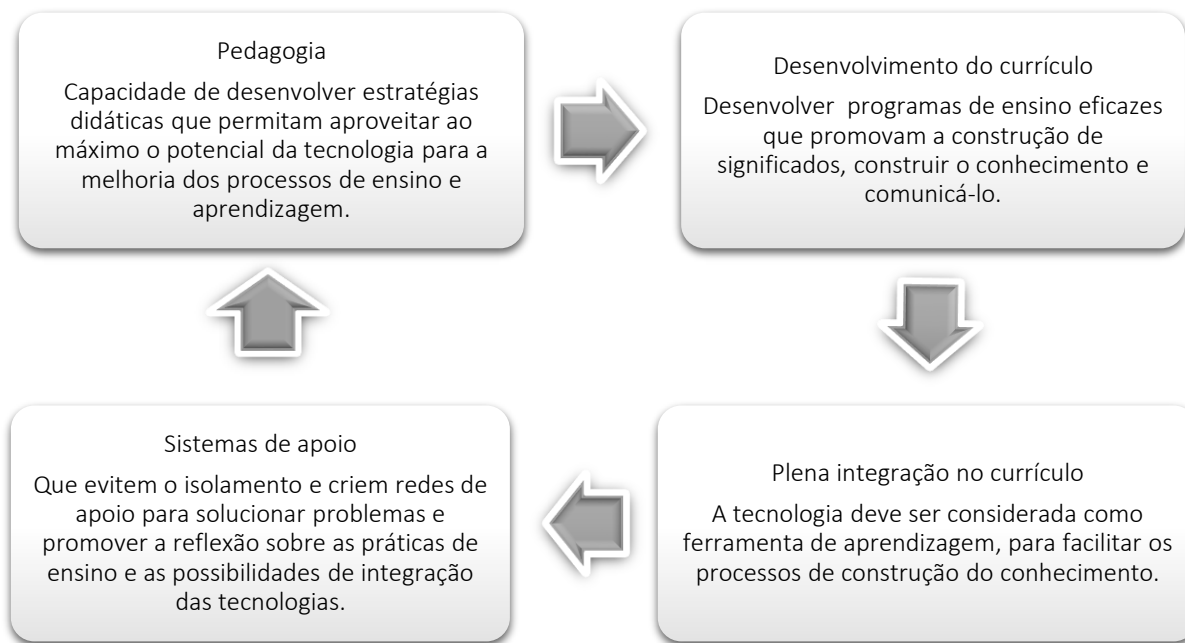 Pedagogia
Capacidade de desenvolver estratégias
didáticas que permitam aproveitar ao
máximo o potencial da tecnologia para a
melhoria dos processos de ensino e
aprendizagem.
Desenvolvimento do currículo
Desenvolver programas de ensino eficazes
que promovam a construção de
significados, construir o conhecimento e
comunicá-lo.
Sistemas de apoio
Que evitem o isolamento e criem redes de
apoio para solucionar problemas e
promover a reflexão sobre as práticas de
ensino e as possibilidades de integração
das tecnologias.
Plena integração no currículo
A tecnologia deve ser considerada como
ferramenta de aprendizagem, para facilitar os
processos de construção do conhecimento.